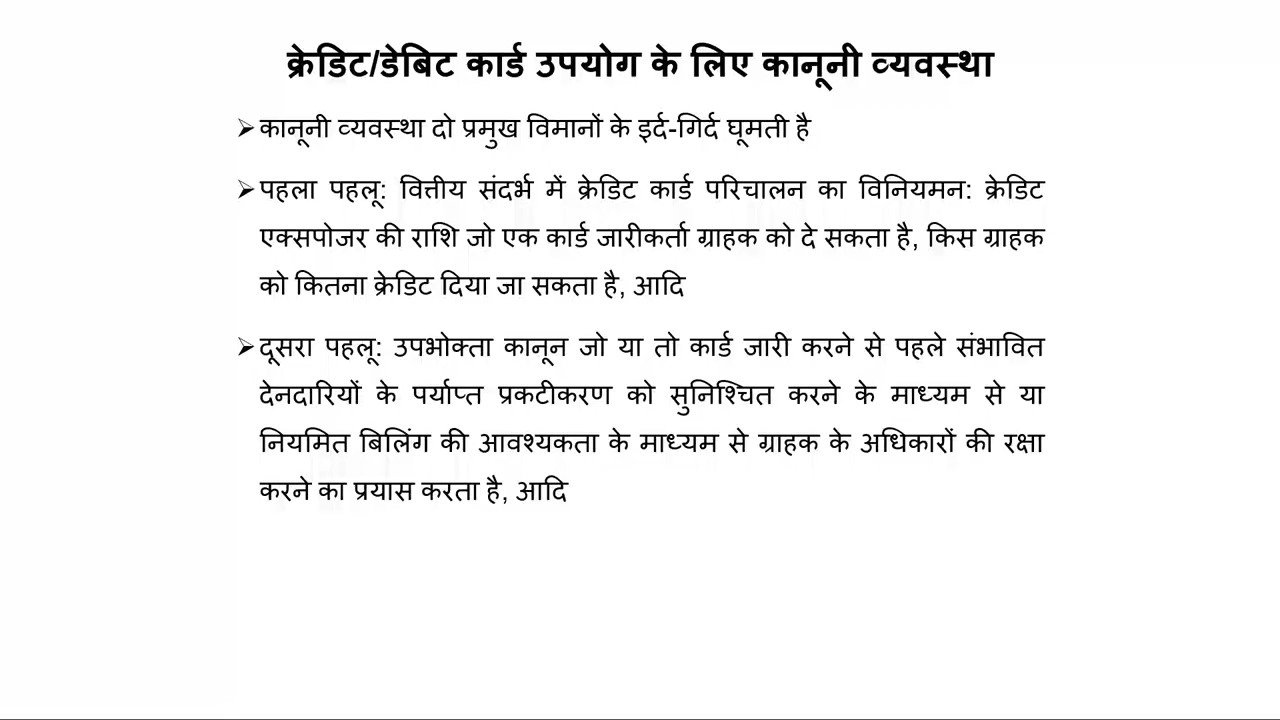 क्रेडिट/डेबिट कार्ड उपयोग के लिए कानूनी व्यवस्था
➢कानूनी व्यवस्था दो प्रमुख विमानों के इर्द-गिर्द घूमती है
➢पहला पहलू: वित्तीय संदर्भ में क्रेडिट कार्ड परिचालन का विनियमन: क्रेडिट
एक्सपोजर की राशि जो एक कार्ड जारीकर्ता ग्राहक को दे सकता है, किस ग्राहक
को कितना क्रेडिट दिया जा सकता है, आदि
➢दूसरा पहलू: उपभोक्ता कानून जो या तो कार्ड जारी करने से पहले संभावित
देनदारियों के पर्याप्त प्रकटीकरण को सुनिश्चित करने के माध्यम से या
नियमित बिलिंग की आवश्यकता के माध्यम से ग्राहक के अधिकारों की रक्षा
करने का प्रयास करता है, आदि